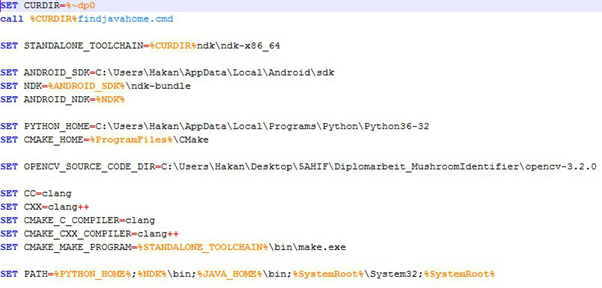 SET CURDIR=%~dp0
call %CURDIR%findjavahome.cmd
SET STANDALONE_TOOLCHAIN=%CURDIR%ndk\ndk-x86_64
SET ANDROID_SDK=C:\Users\Hakan\AppData\Local\Android\sdk
SET NDK=%ANDROID_SDK%\ndk-bundle
SET ANDROID_NDK=%NDK%
SET PYTHON_HOME=C:\Users\Hakan\AppData\Local\Programs\Python\Python36-32
SET CMAKE_HOME=%ProgramFiles%\CMake
SET OPENCV_SOURCE_CODE_DIR=C:\Users\Hakan\Desktop\5AHIF\Diplomarbeit_MushroomIdentifier\opencv-3.2.0
SET CC=clang
SET CXX=clang++
SET CMAKE_C_COMPILER=clang
SET CMAKE_CXX_COMPILER=clang++
SET CMAKE_MAKE_PROGRAM=%STANDALONE_TOOLCHAIN%\bin\make.exe
SET PATH=%PYTHON_HOME%;%NDK%\bin;%JAVA_HOME%\bin;%SystemRoot%\System32;%SystemRoot%